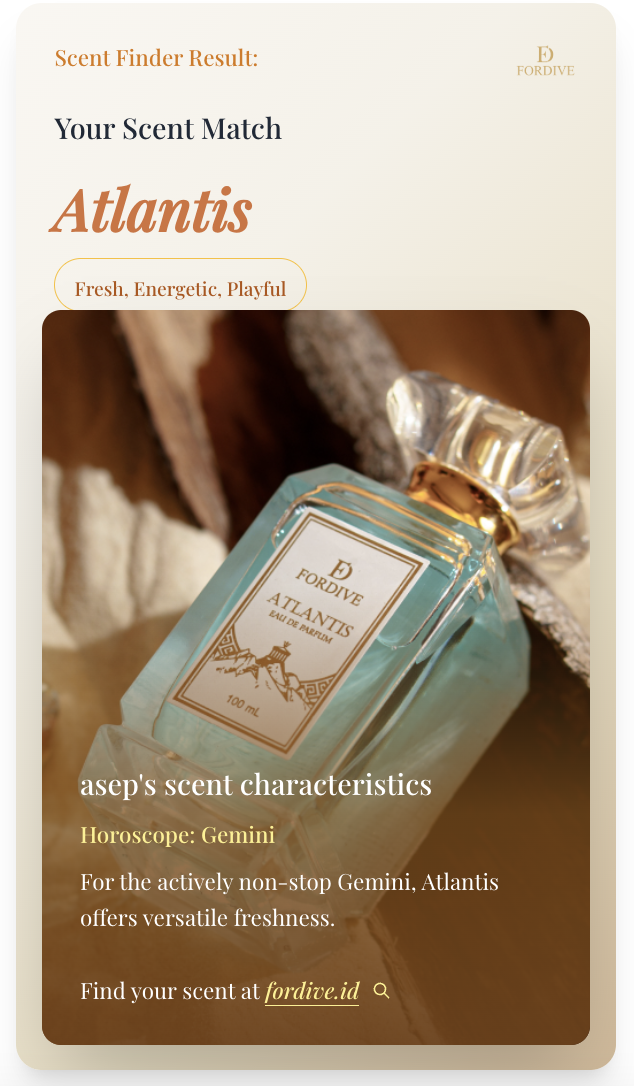 Scent Finder Result:
FD
FORDIVE
Your Scent Match
Atlantis
Fresh, Energetic, Playful
FD
FORDIVE
ATLANTIS
EAU DE PARFUM
100 mL
asep's scent characteristics
Horoscope: Gemini
For the actively non-stop Gemini, Atlantis
offers versatile freshness.
Find your scent at fordive.id